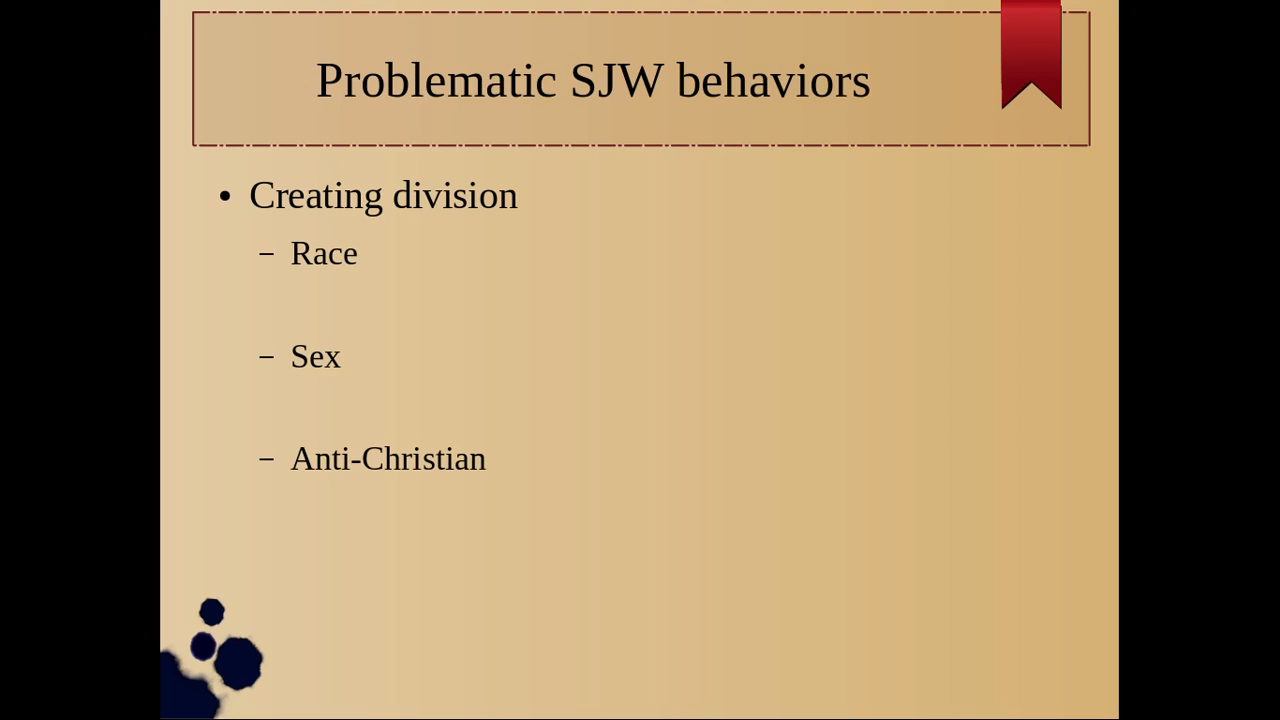 Problematic SJW behaviors
• Creating division
– Race
– Sex
– Anti-Christian